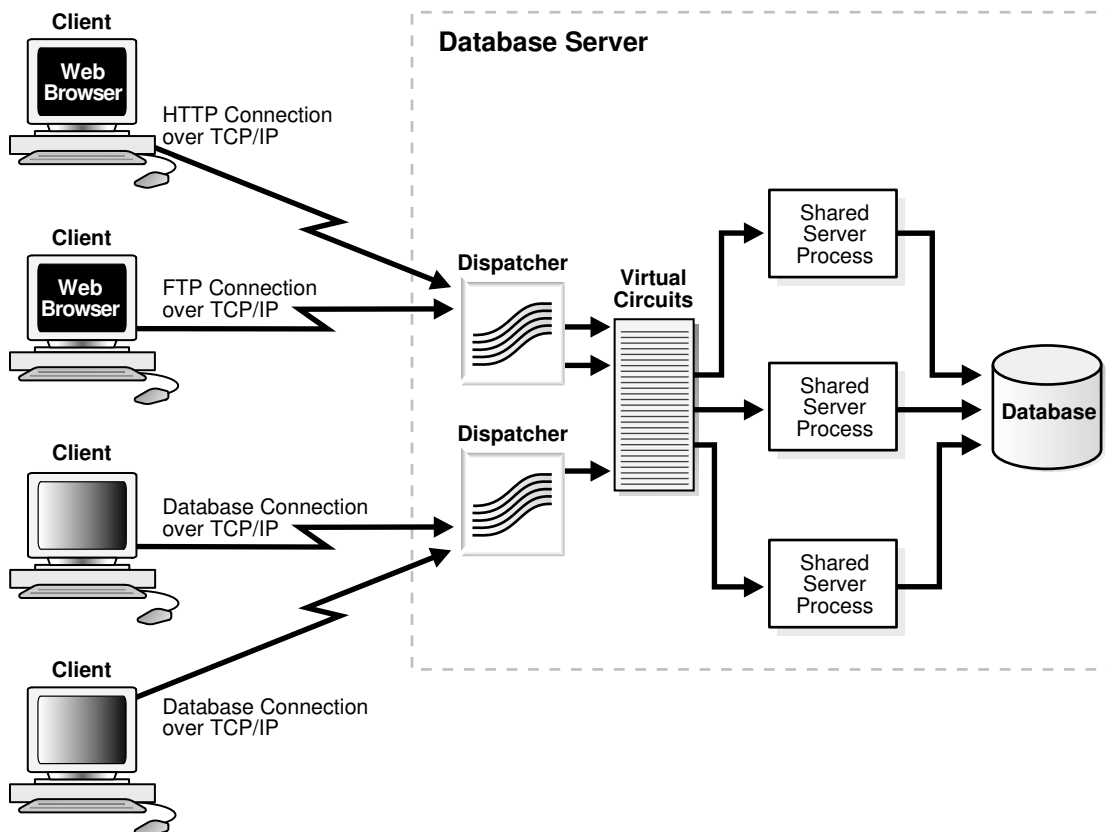 Client
Database Server
Web
Browser
HTTP Connection
over TCP/IP
Client
Web
Browser
FTP Connection
over TCP/IP
Dispatcher
Virtual
Circuits
Shared
Server
Process
Shared
Server
Process
Database
Dispatcher
Client
Database Connection
over TCP/IP
Shared
Server
Process
Client
Database Connection
over TCP/IP